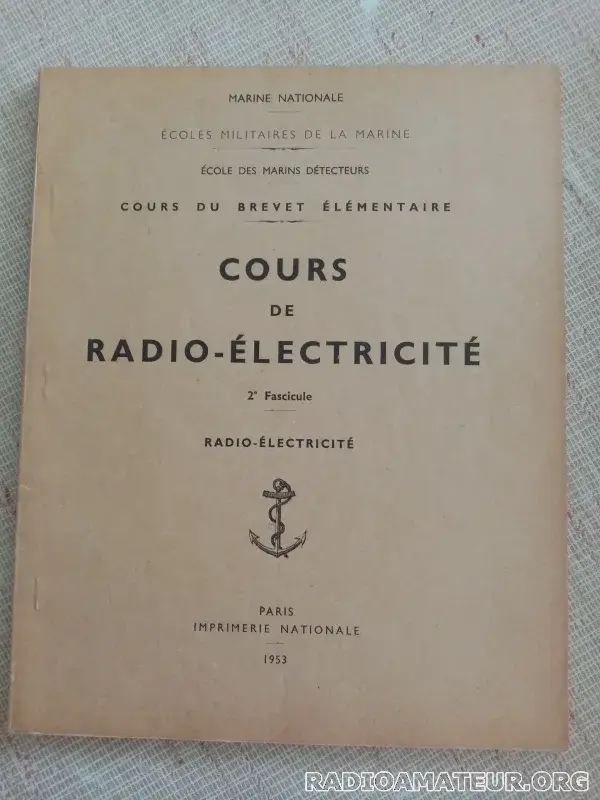 MARINE NATIONALE
ÉCOLES MILITAIRES DE LA MARINE
ÉCOLE DES MARINS DÉTECTEURS
COURS DU BREVET ÉLÉMENTAIRE
COURS
DE
RADIO-ÉLECTRICITÉ
2e Fascicule
RADIO-ÉLECTRICITÉ
PARIS
IMPRIMERIE NATIONALE
1953
RADIOAMATEUR.ORG